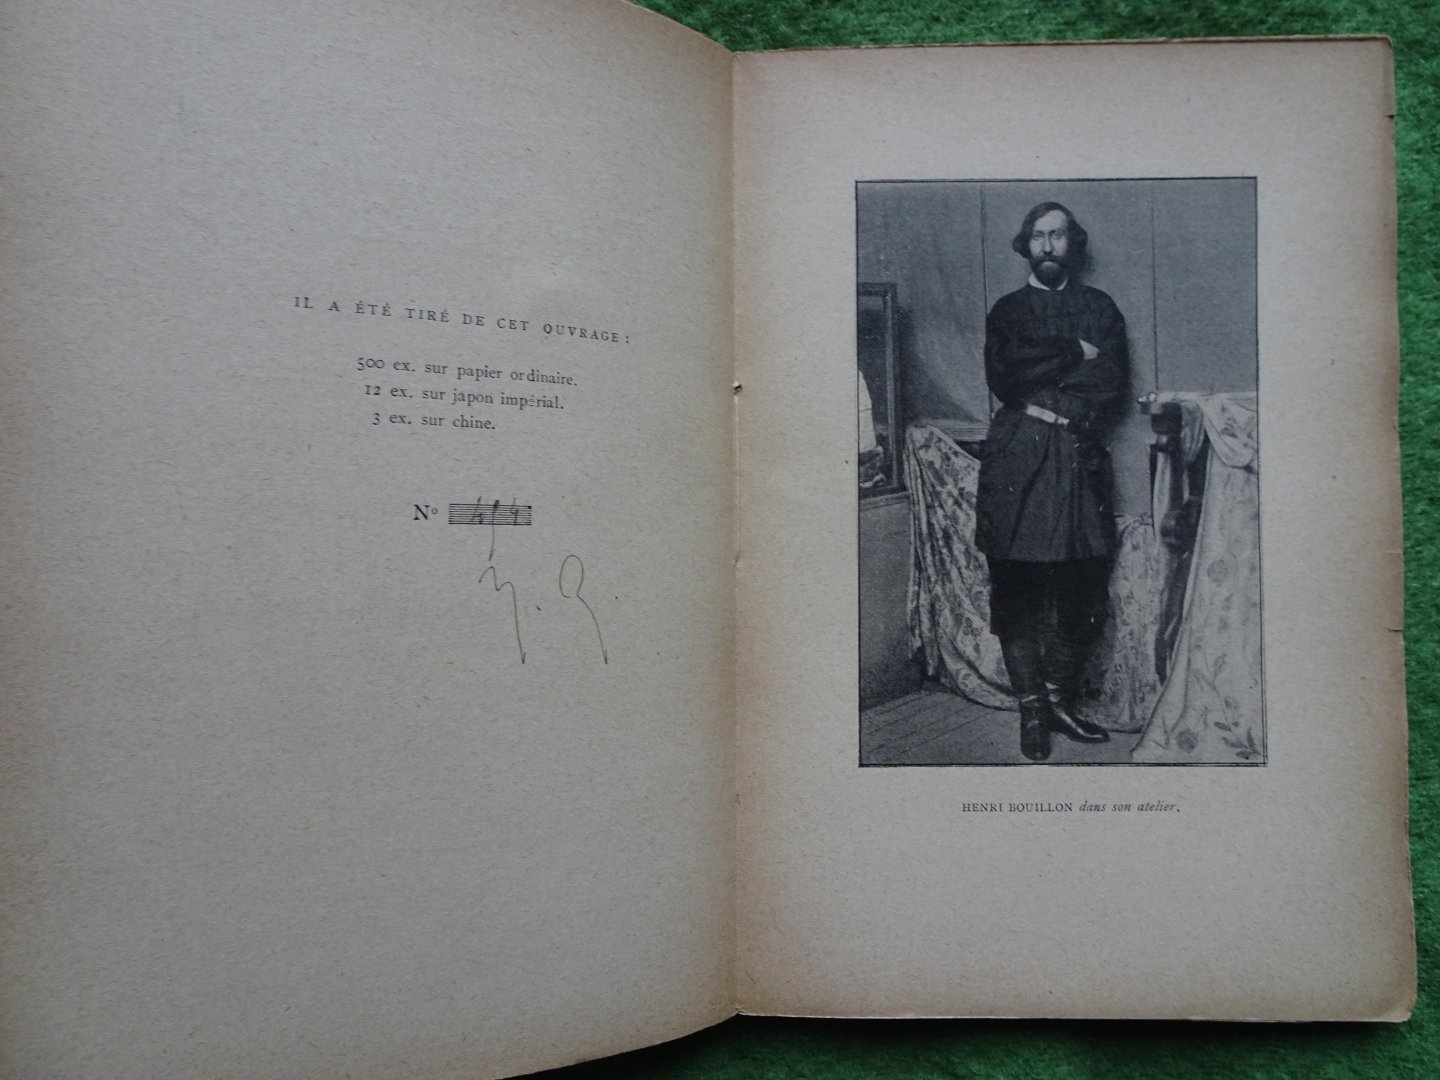 IL A ÉTÉ TIRÉ DE CET OUVRAGE :
500 ex. sur papier ordinaire.
12 ex. sur japon impérial.
3 ex. sur chine.
Nº
HENRI BOUILLON dans son atelier.